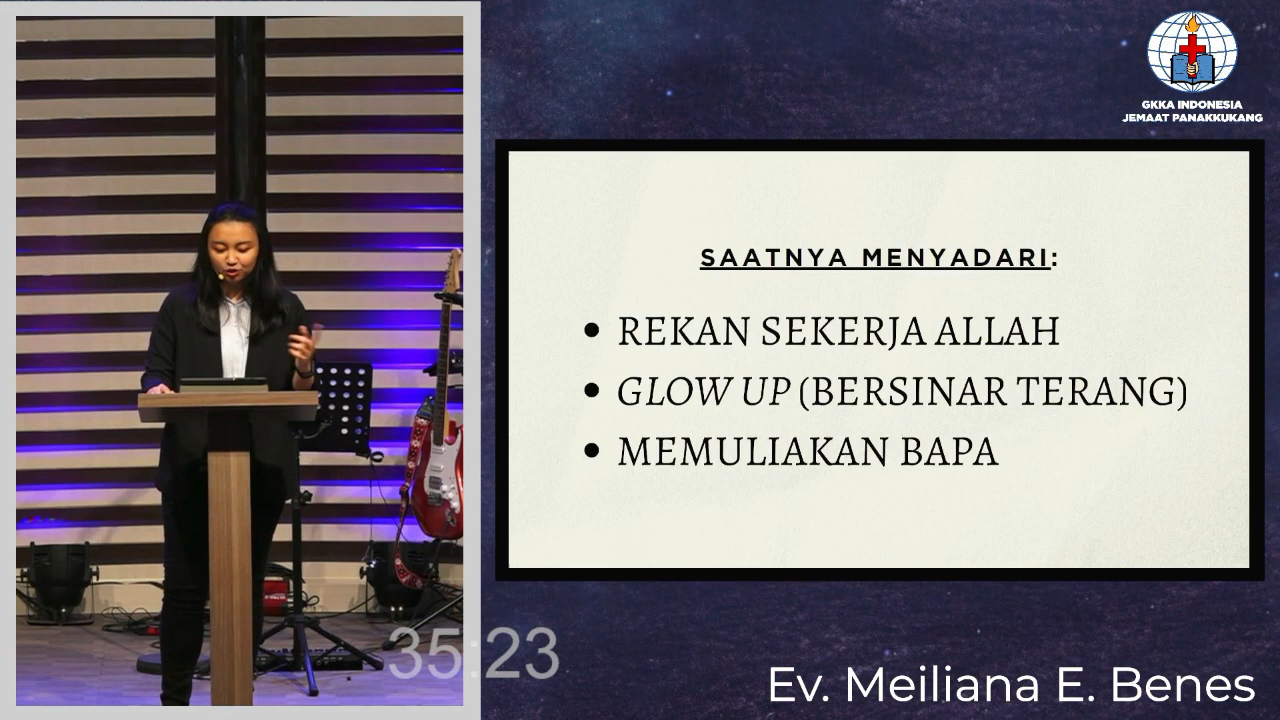 GKKA INDONESIA
JEMAAT PANAKKUKANG
SAATNYA MENYADARI:
• REKAN SEKERJA ALLAH
• GLOW UP (BERSINAR TERANG)
• MEMULIAKAN BAPA
35:23
Ev. Meiliana E. Benes